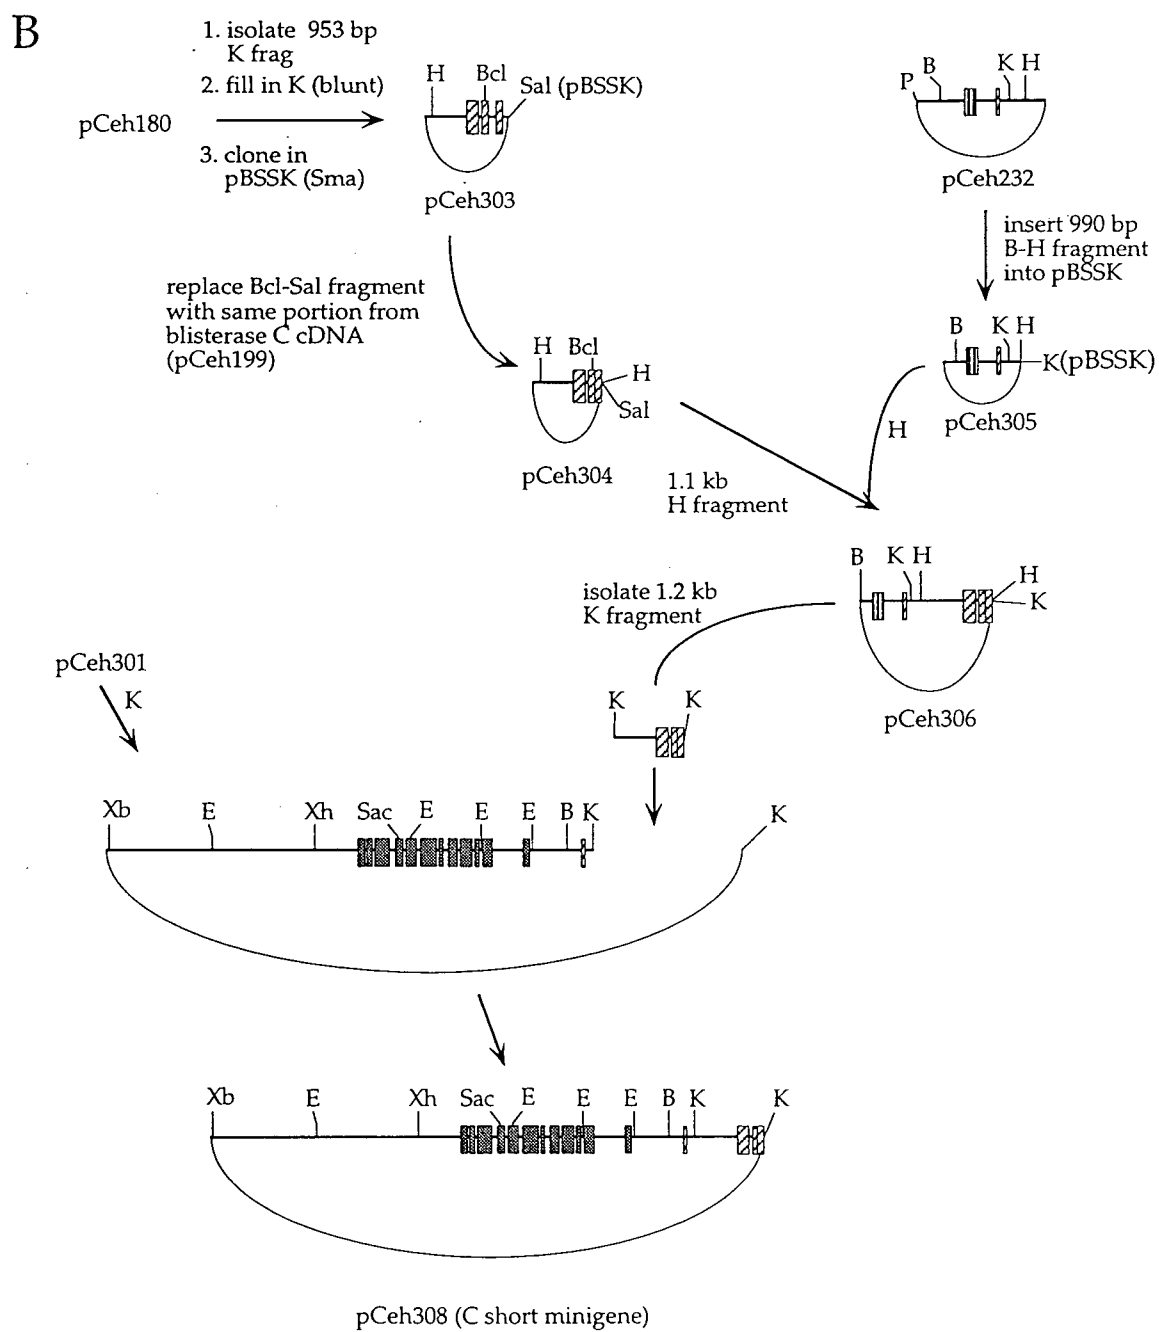 B
1. isolate 953 bp
K frag
2. fill in K (blunt)
3. clone in
pBSSK (Sma)
pCeh180
H Bcl
Sal (pBSSK)
pCeh303
P B K H
pCeh232
insert 990 bp
B-H fragment
into pBSSK
replace Bcl-Sal fragment
with same portion from
blisterase C cDNA
(pCeh199)
H Bcl
H
Sal
pCeh304
B K H
K(pBSSK)
pCeh305
H
1.1 kb
H fragment
B K H
H
K
pCeh306
isolate 1.2 kb
K fragment
K K
pCeh301
K
Xb E Xh Sac E E E B K
K
Xb E Xh Sac E E E B K K
pCeh308 (C short minigene)